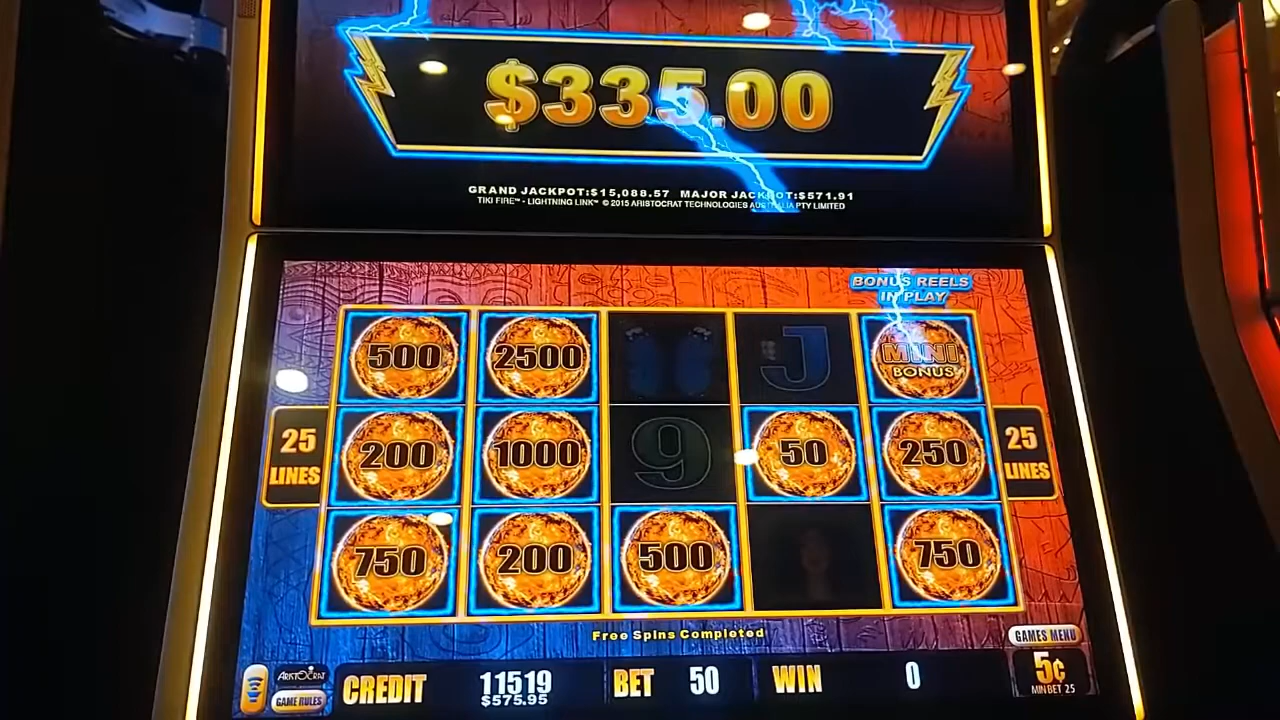 $335.00
GRAND JACKPOT:$15,088.57 MAJOR JACKPOT:$571.91
TIKI FIRE™ - LIGHTNING LINK™ © 2015 ARISTOCRAT TECHNOLOGIES AUSTRALIA PTY LIMITED
BONUS REELS
IN PLAY
500 2500 J MINI
BONUS
25
LINES
200 1000 9 50 250
25
LINES
750 200 500 750
Free Spins Completed
GAMES MENU
ARISTOCRAT
GAME RULES
CREDIT 11519
$575.95
BET 50
WIN 0
5¢
MIN BET 25